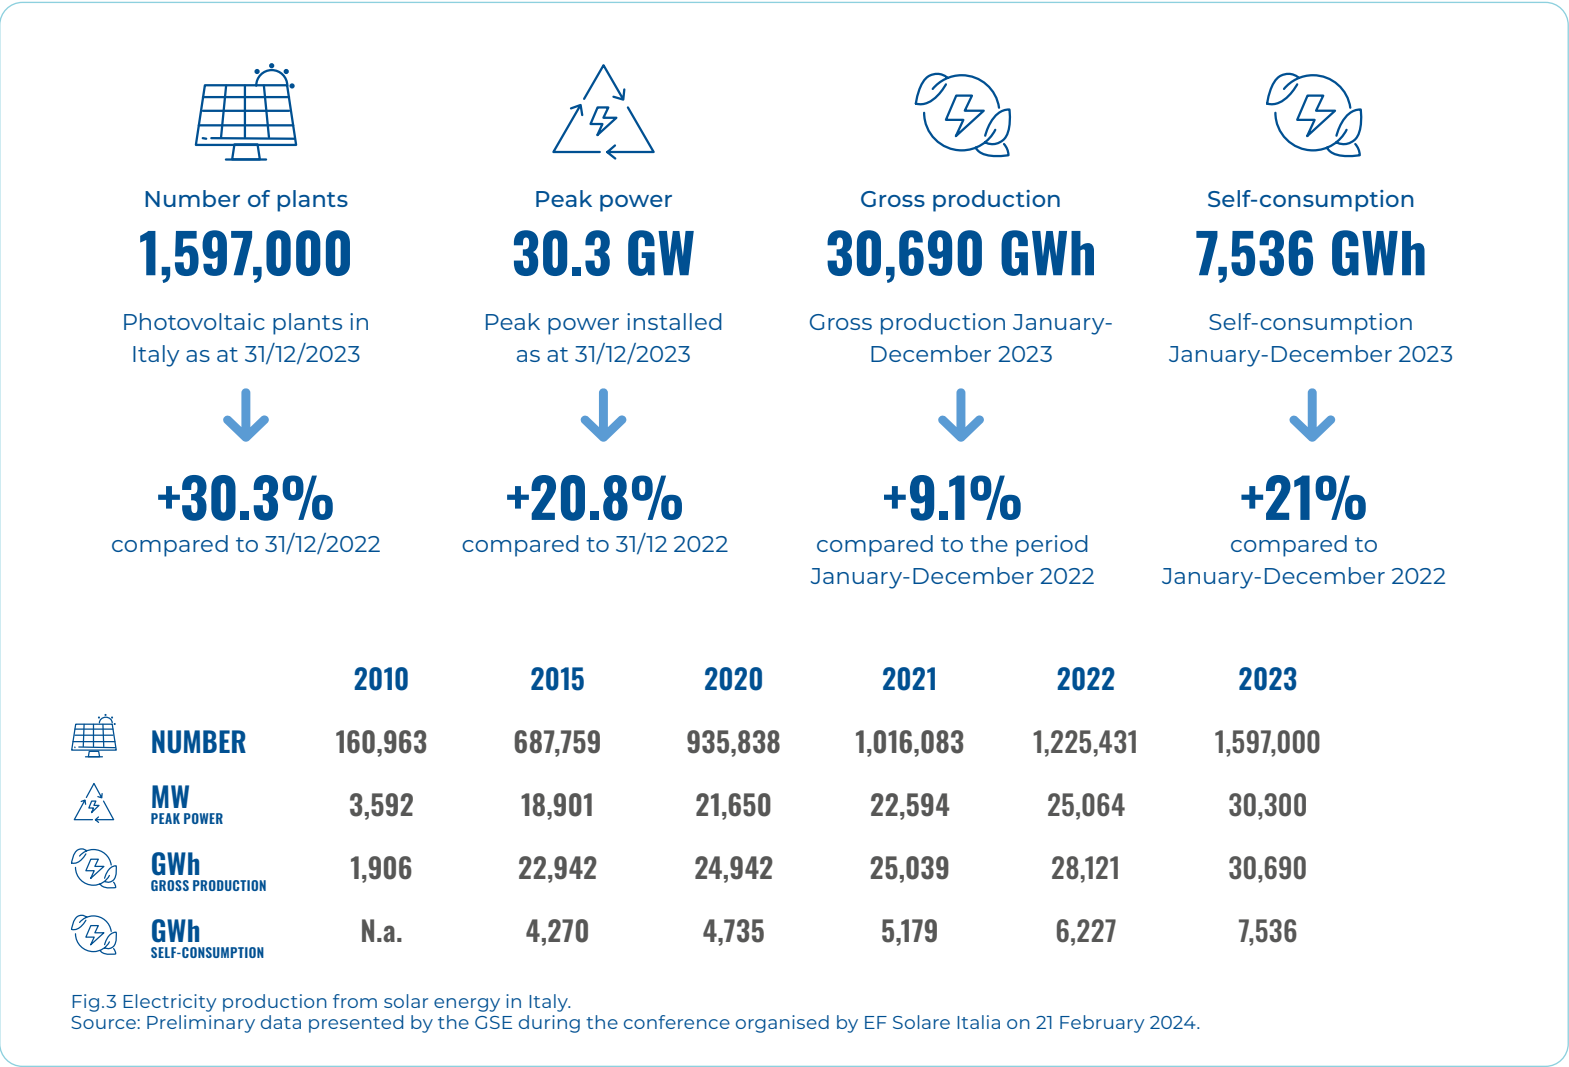 Number of plants
1,597,000
Photovoltaic plants in
Italy as at 31/12/2023
+30.3%
compared to 31/12/2022
Peak power
30.3 GW
Peak power installed
as at 31/12/2023
+20.8%
compared to 31/12 2022
Gross production
30,690 GWh
Gross production January-
December 2023
+9.1%
compared to the period
January-December 2022
Self-consumption
7,536 GWh
Self-consumption
January-December 2023
+21%
compared to
January-December 2022
2010 2015 2020 2021 2022 2023
NUMBER 160,963 687,759 935,838 1,016,083 1,225,431 1,597,000
MW 3,592 18,901 21,650 22,594 25,064 30,300
PEAK POWER
GWh 1,906 22,942 24,942 25,039 28,121 30,690
GROSS PRODUCTION
GWh N.a. 4,270 4,735 5,179 6,227 7,536
SELF-CONSUMPTION
Fig.3 Electricity production from solar energy in Italy.
Source: Preliminary data presented by the GSE during the conference organised by EF Solare Italia on 21 February 2024.